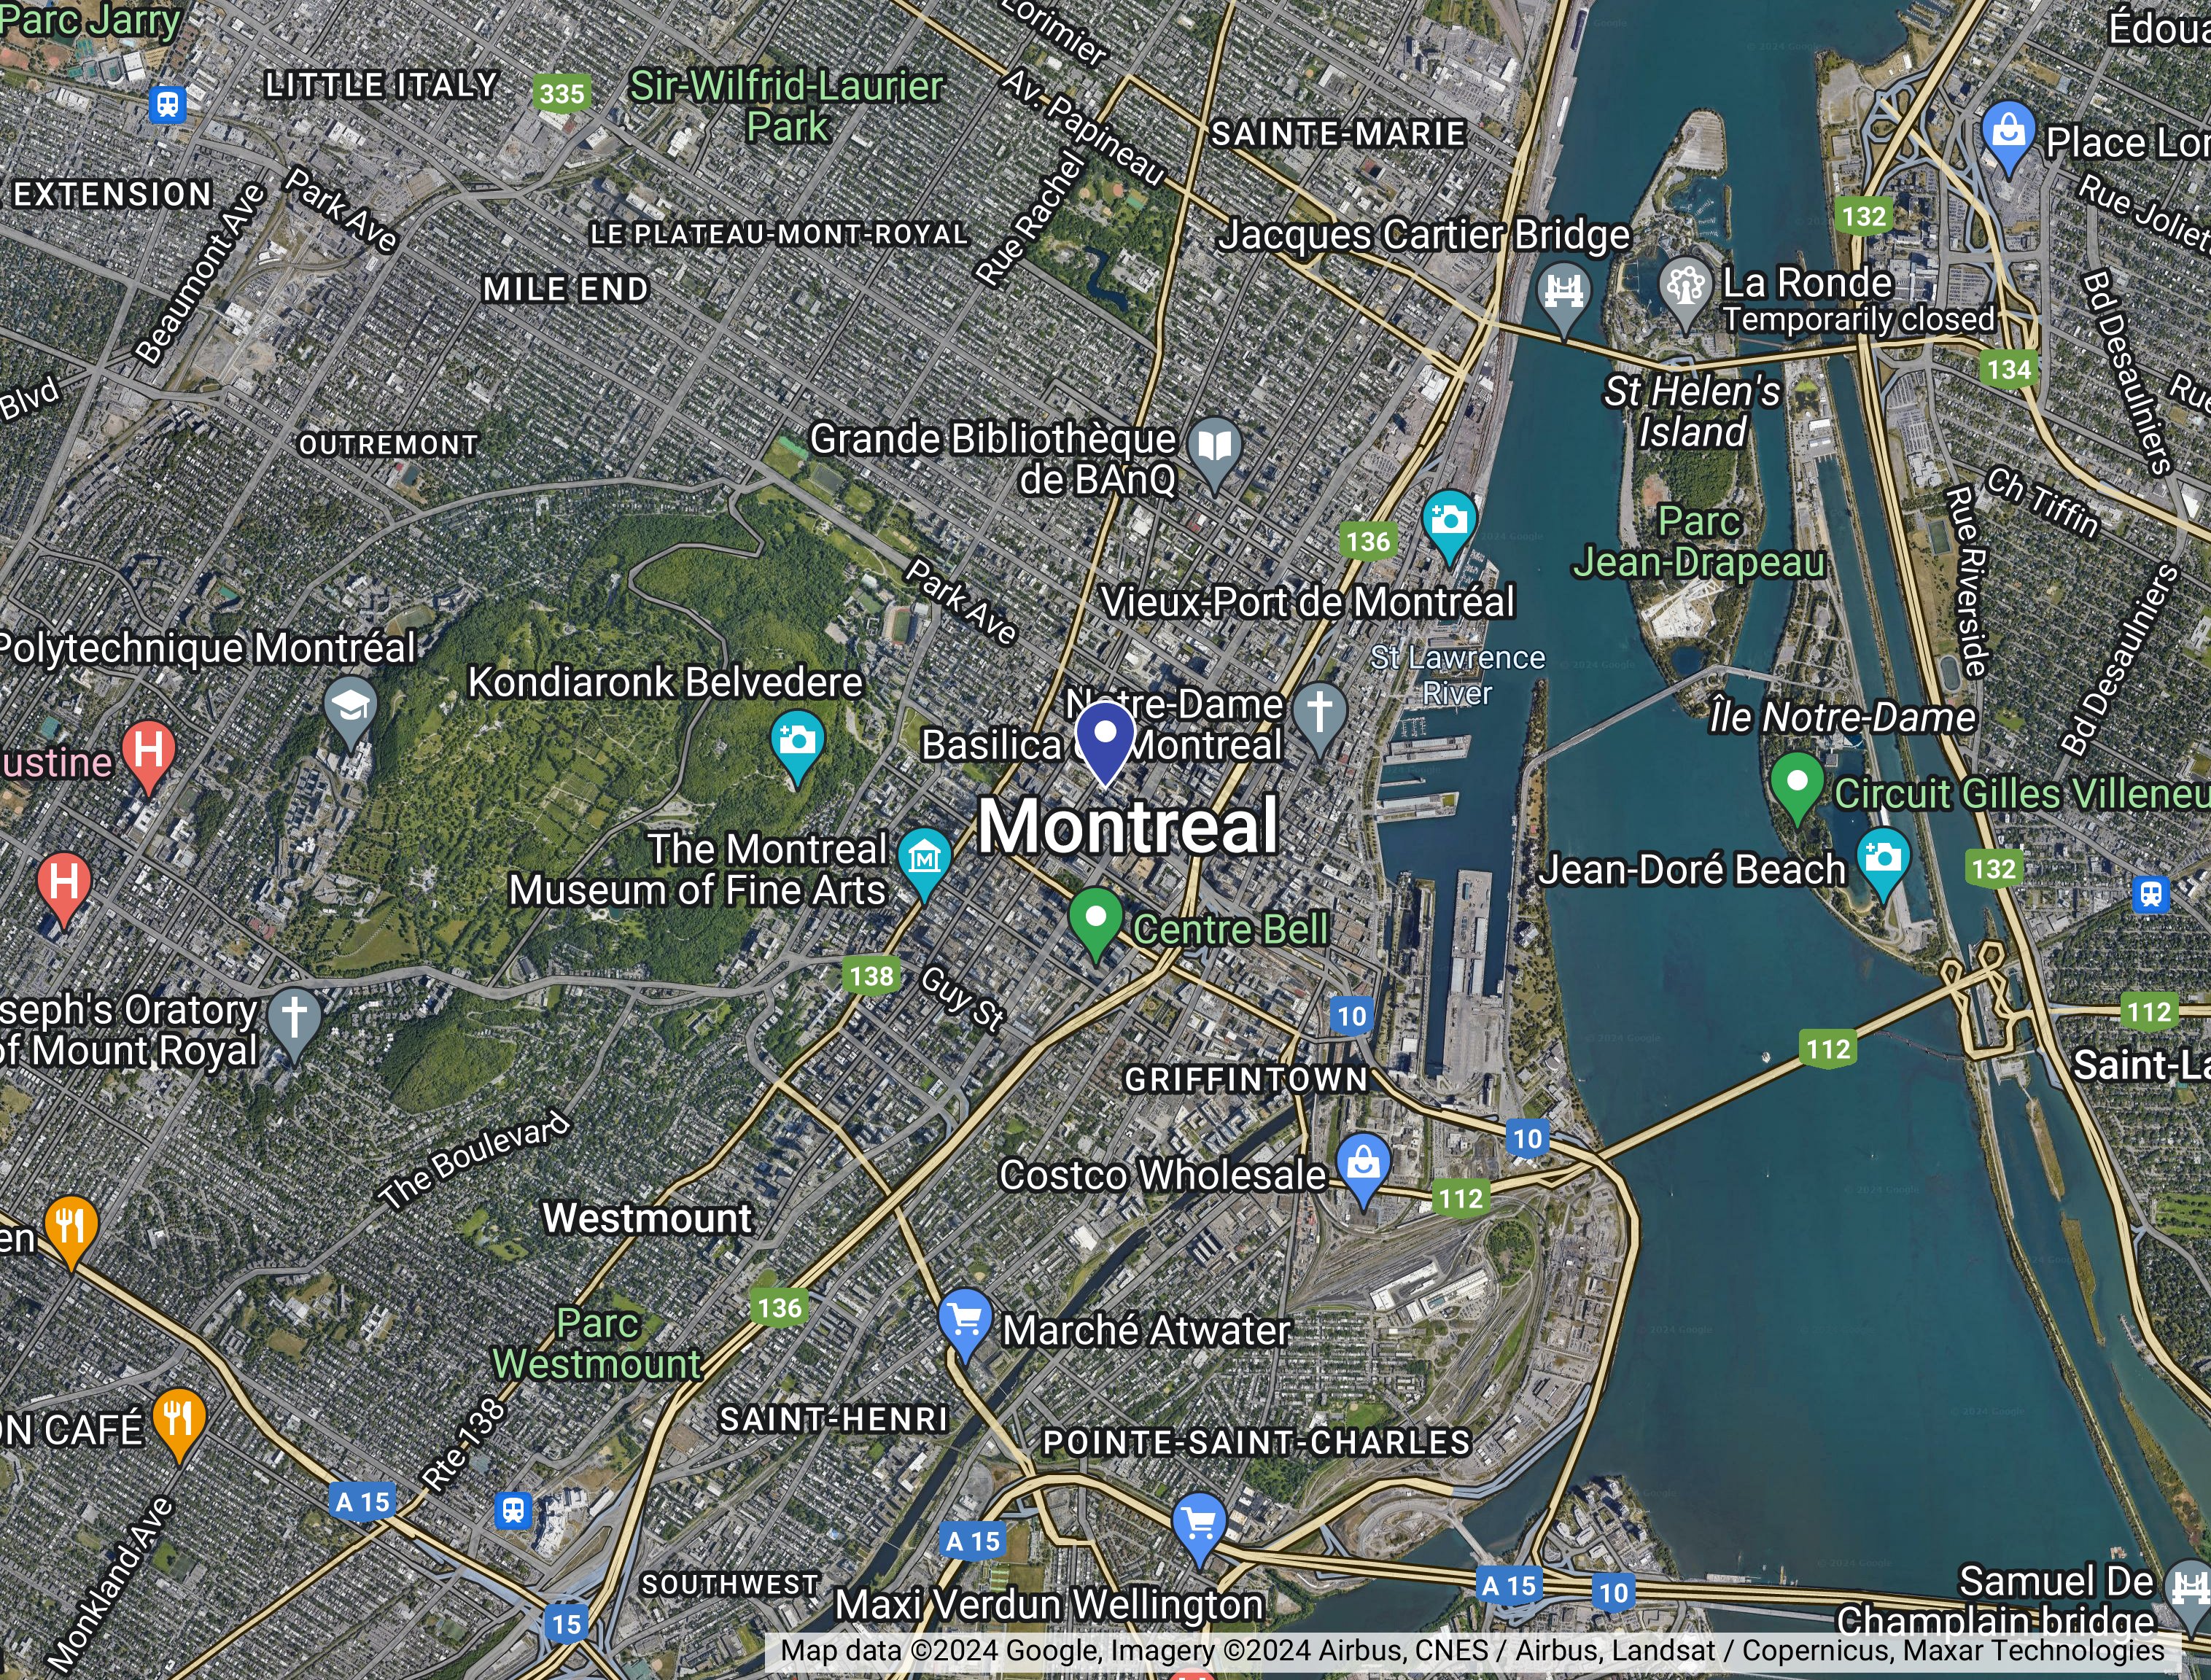 Parc Jarry
Lorimier
Édoua
LITTLE ITALY
335
Sir-Wilfrid-Laurier
Park
Av. Papineau
SAINTE-MARIE
Place Lor
EXTENSION
Beaumont Ave
Park Ave
Rue Rachel
LE PLATEAU-MONT-ROYAL
Jacques Cartier Bridge
132
Rue Joliet
MILE END
La Ronde
Temporarily closed
Bd Desaulniers
134
Rue
Blvd
St Helen's
Island
OUTREMONT
Grande Bibliothèque
de BAnQ
Ch Tiffin
136
Parc
Jean-Drapeau
Rue Riverside
Park Ave
Vieux-Port de Montréal
Polytechnique Montréal
St Lawrence
River
Bd Desaulniers
Kondiaronk Belvedere
Notre-Dame
Basilica of Montreal
Île Notre-Dame
ustine
Circuit Gilles Villeneu
Montreal
The Montreal
Museum of Fine Arts
Jean-Doré Beach
132
Centre Bell
138
Guy St
seph's Oratory
of Mount Royal
10
112
112
Saint-La
GRIFFINTOWN
The Boulevard
10
Costco Wholesale
112
Westmount
en
136
Parc
Westmount
Marché Atwater
ON CAFÉ
Rte 138
SAINT-HENRI
POINTE-SAINT-CHARLES
A 15
Monkland Ave
A 15
SOUTHWEST
Maxi Verdun Wellington
15
A 15
10
Samuel De
Champlain bridge
Map data ©2024 Google, Imagery ©2024 Airbus, CNES / Airbus, Landsat / Copernicus, Maxar Technologies